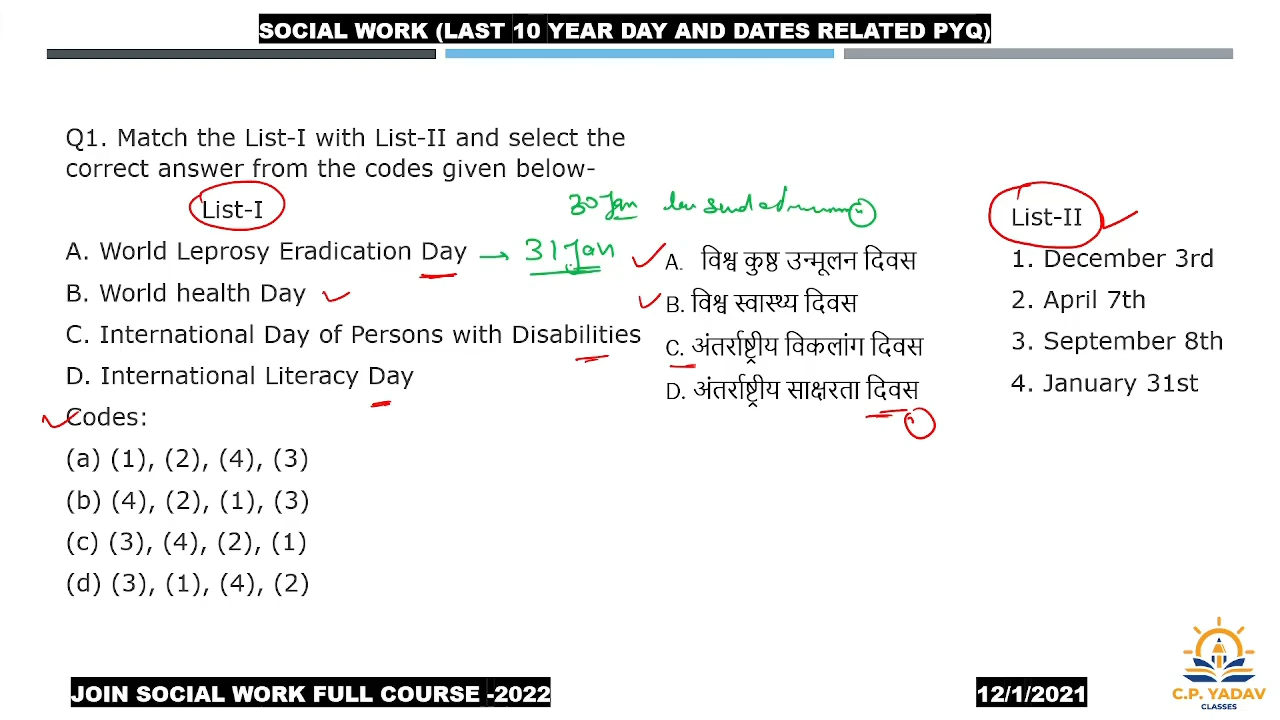 SOCIAL WORK (LAST 10 YEAR DAY AND DATES RELATED PYQ)
Q1. Match the List-I with List-II and select the
correct answer from the codes given below-
List-I
A. World Leprosy Eradication Day → 31 Jan
B. World health Day
C. International Day of Persons with Disabilities
D. International Literacy Day
Codes:
(a) (1), (2), (4), (3)
(b) (4), (2), (1), (3)
(c) (3), (4), (2), (1)
(d) (3), (1), (4), (2)
30 Jan
A. विश्व कुष्ठ उन्मूलन दिवस
B. विश्व स्वास्थ्य दिवस
C. अंतर्राष्ट्रीय विकलांग दिवस
D. अंतर्राष्ट्रीय साक्षरता दिवस
List-II
1. December 3rd
2. April 7th
3. September 8th
4. January 31st
JOIN SOCIAL WORK FULL COURSE -2022
12/1/2021
C.P. YADAV
CLASSES